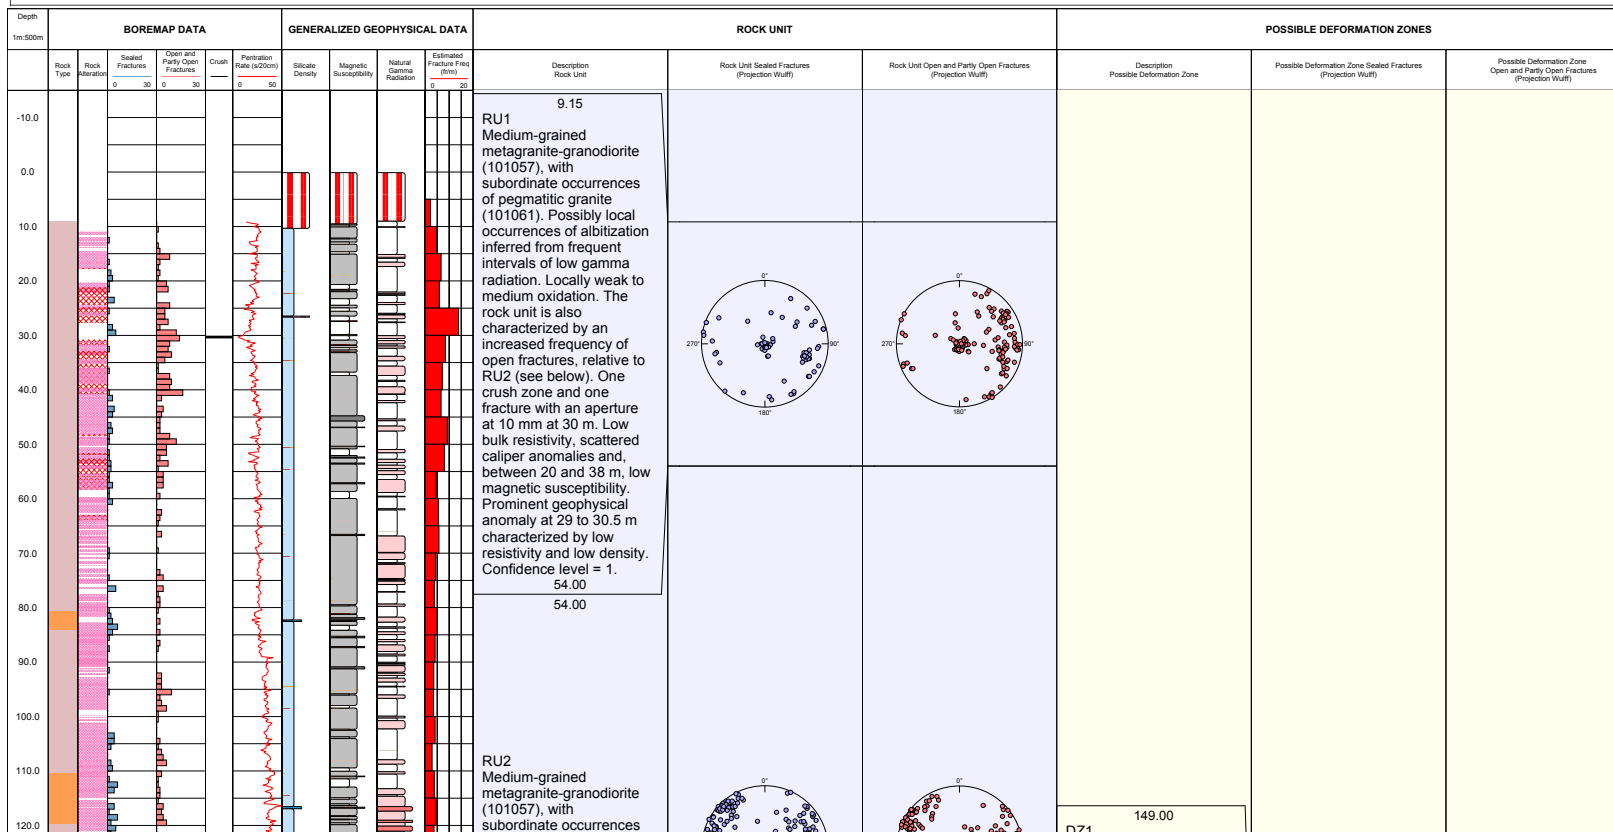 Depth
1m:500m
BOREMAP DATA
GENERALIZED GEOPHYSICAL DATA
ROCK UNIT
POSSIBLE DEFORMATION ZONES
Rock
Type
Rock
Alteration
Sealed
Fractures
0 30
Open and
Partly Open
Fractures
0 30
Crush
Pentration
Rate (s/20cm)
0 50
Silicate
Density
Magnetic
Susceptibility
Natural
Gamma
Radiation
Estimated
Fracture Freq
(fr/m)
0 20
Description
Rock Unit
Rock Unit Sealed Fractures
(Projection Wulff)
Rock Unit Open and Partly Open Fractures
(Projection Wulff)
Description
Possible Deformation Zone
Possible Deformation Zone Sealed Fractures
(Projection Wulff)
Possible Deformation Zone
Open and Partly Open Fractures
(Projection Wulff)
-10.0
0.0
10.0
20.0
30.0
40.0
50.0
60.0
70.0
80.0
90.0
100.0
110.0
120.0
9.15
RU1
Medium-grained
metagranite-granodiorite
(101057), with
subordinate occurrences
of pegmatitic granite
(101061). Possibly local
occurrences of albitization
inferred from frequent
intervals of low gamma
radiation. Locally weak to
medium oxidation. The
rock unit is also
characterized by an
increased frequency of
open fractures, relative to
RU2 (see below). One
crush zone and one
fracture with an aperture
at 10 mm at 30 m. Low
bulk resistivity, scattered
caliper anomalies and,
between 20 and 38 m, low
magnetic susceptibility.
Prominent geophysical
anomaly at 29 to 30.5 m
characterized by low
resistivity and low density.
Confidence level = 1.
54.00
54.00
RU2
Medium-grained
metagranite-granodiorite
(101057), with
subordinate occurrences
0°
90°
180°
270°
0°
90°
180°
270°
0°
0°
149.00
DZ1